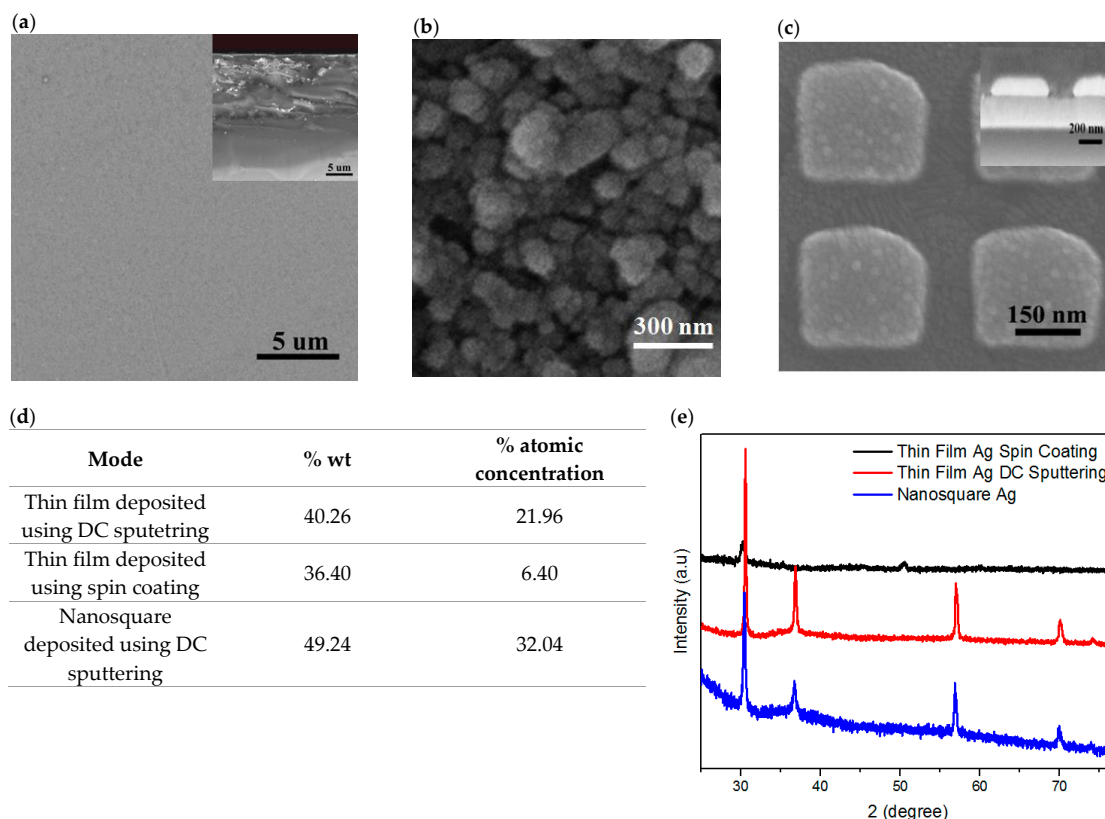 (a)
5 um
5 um
(b)
300 nm
(c)
200 nm
150 nm
(d)
Mode % wt % atomic
concentration
Thin film deposited
using DC sputetring 40.26 21.96
Thin film deposited
using spin coating 36.40 6.40
Nanosquare
deposited using DC
sputtering 49.24 32.04
(e)
Thin Film Ag Spin Coating
Thin Film Ag DC Sputtering
Nanosquare Ag
Intensity (a.u)
30 40 50 60 70
2 (degree)